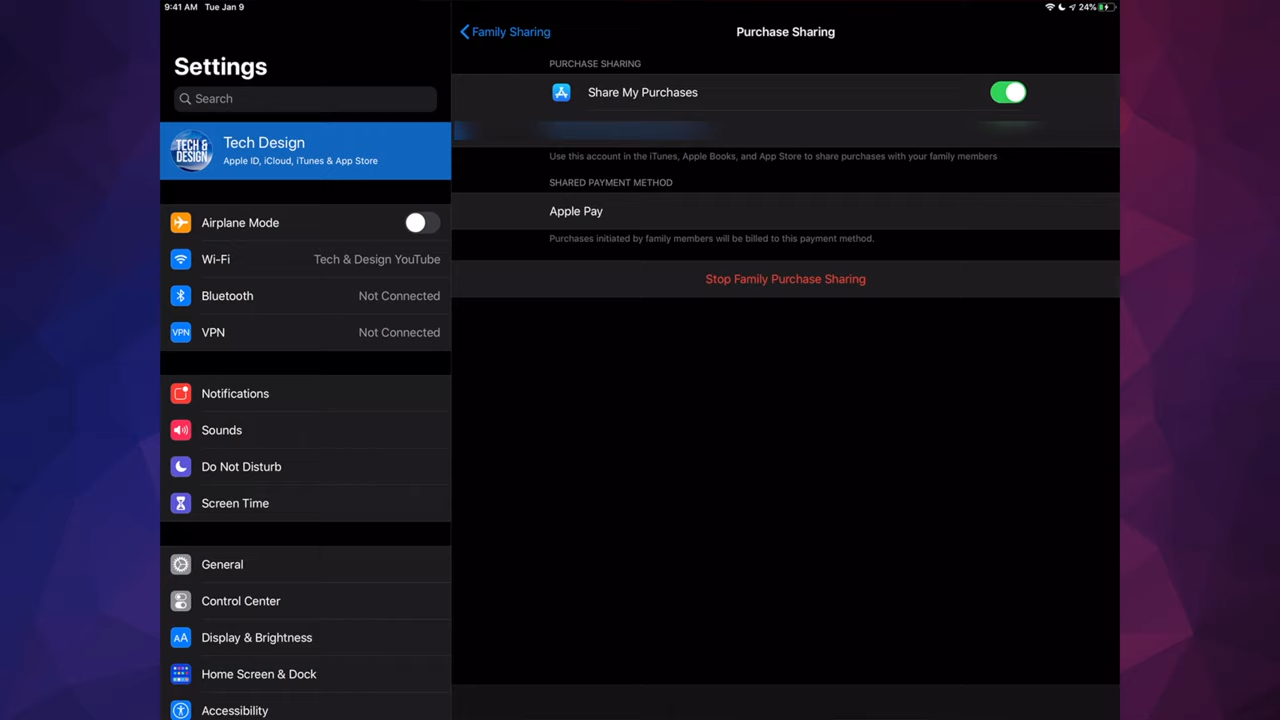 9:41 AM Tue Jan 9
24%
Settings
Search
TECH &
DESIGN
Tech Design
Apple ID, iCloud, iTunes & App Store
Airplane Mode
Wi-Fi Tech & Design YouTube
Bluetooth Not Connected
VPN VPN Not Connected
Notifications
Sounds
Do Not Disturb
Screen Time
General
Control Center
AA Display & Brightness
Home Screen & Dock
Accessibility
Family Sharing Purchase Sharing
PURCHASE SHARING
Share My Purchases
Use this account in the iTunes, Apple Books, and App Store to share purchases with your family members
SHARED PAYMENT METHOD
Apple Pay
Purchases initiated by family members will be billed to this payment method.
Stop Family Purchase Sharing